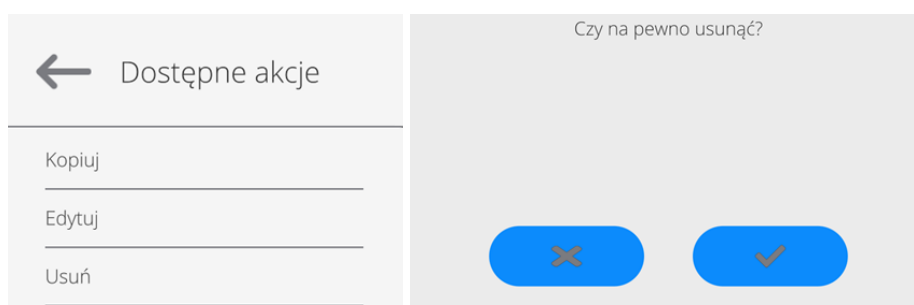 Dostępne akcje
Kopiuj
Edytuj
Usuń
Czy na pewno usunąć?